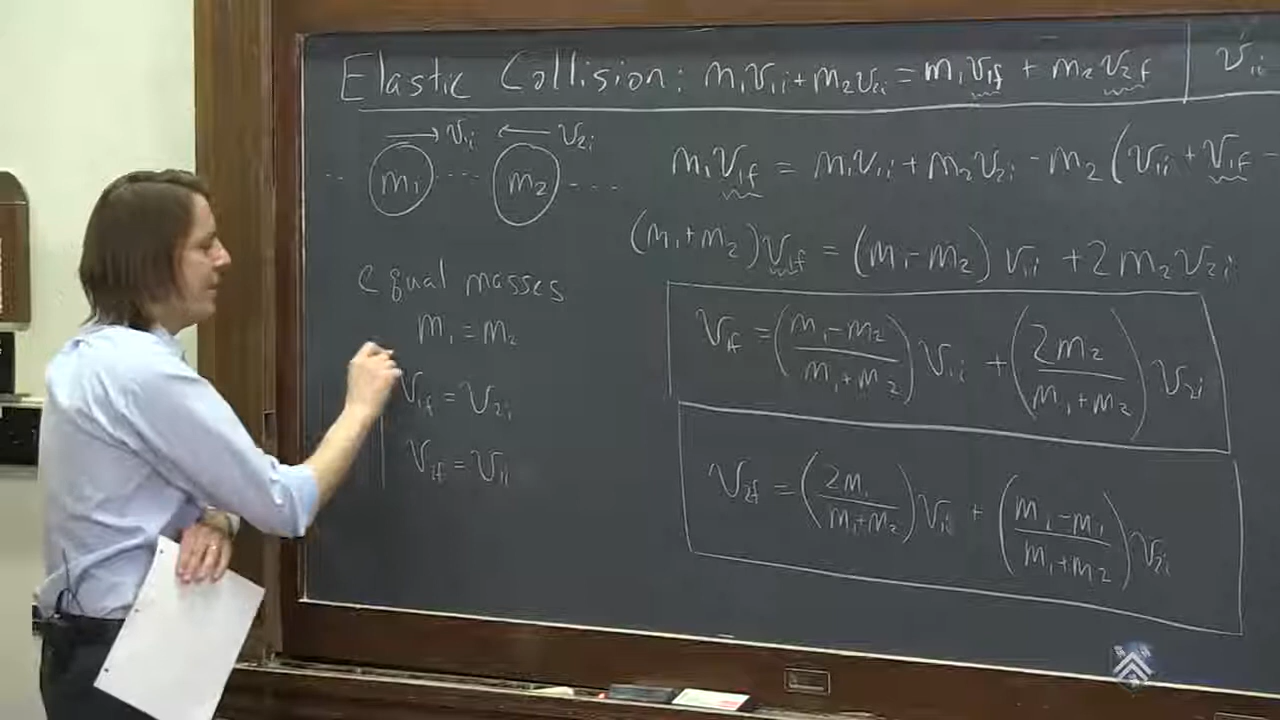 Elastic Collision: m₁v₁ᵢ + m₂v₂ᵢ = m₁v₁f + m₂v₂f | v₁ᵢ
v₁ᵢ v₂ᵢ
m₁ m₂
m₁v₁f = m₁v₁ᵢ + m₂v₂ᵢ - m₂(v₁ᵢ + v₁f -
(m₁+m₂)v₁f = (m₁-m₂)v₁ᵢ + 2m₂v₂ᵢ
equal masses
m₁ = m₂
v₁f = v₂ᵢ
v₂f = v₁ᵢ
v₁f = ((m₁-m₂)/(m₁+m₂))v₁ᵢ + (2m₂/(m₁+m₂))v₂ᵢ
v₂f = (2m₁/(m₁+m₂))v₁ᵢ + ((m₁-m₁)/(m₁+m₂))v₂ᵢ